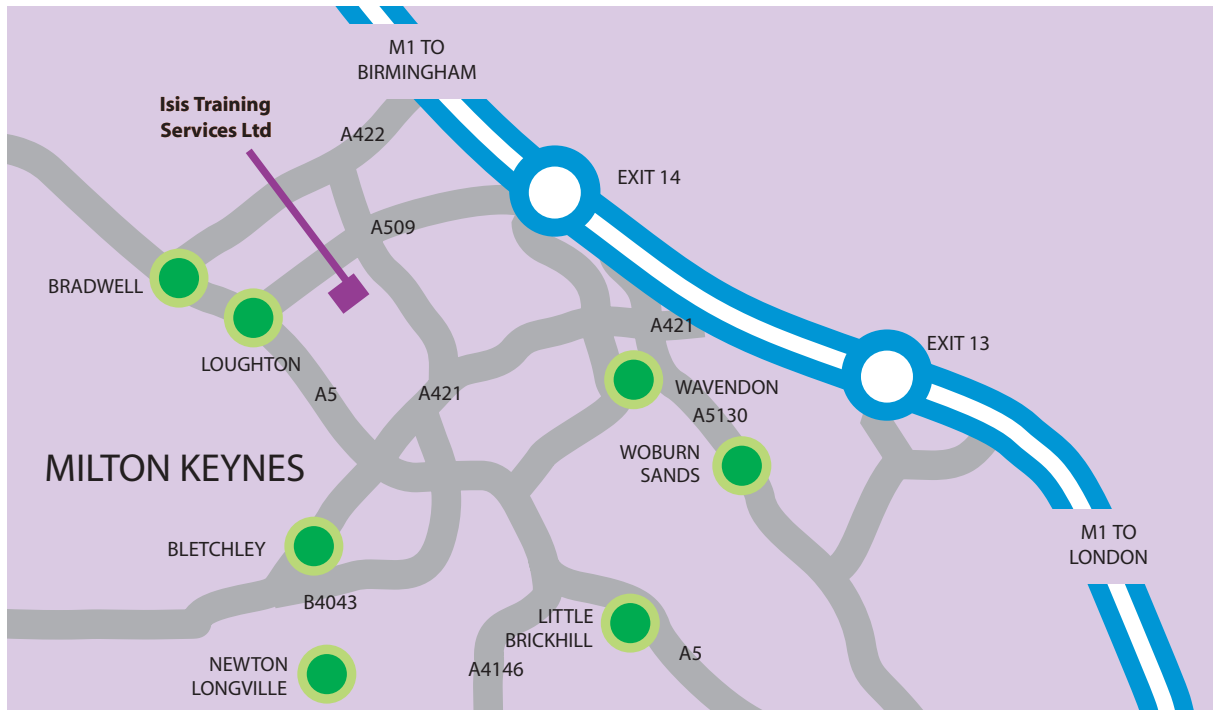 M1 TO
BIRMINGHAM
Isis Training
Services Ltd
A422
EXIT 14
A509
BRADWELL
A421
EXIT 13
LOUGHTON
A5
A421
WAVENDON
A5130
MILTON KEYNES
WOBURN
SANDS
M1 TO
LONDON
BLETCHLEY
B4043
LITTLE
BRICKHILL
A5
NEWTON
LONGVILLE
A4146